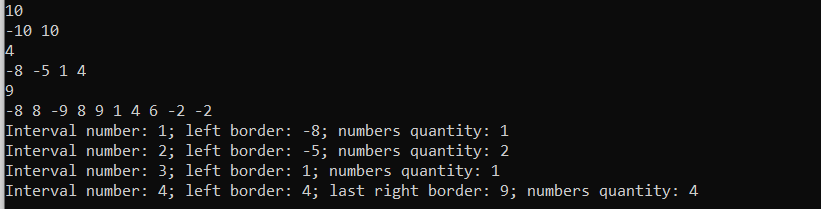 10
-10 10
4
-8 -5 1 4
9
-8 8 -9 8 9 1 4 6 -2 -2
Interval number: 1; left border: -8; numbers quantity: 1
Interval number: 2; left border: -5; numbers quantity: 2
Interval number: 3; left border: 1; numbers quantity: 1
Interval number: 4; left border: 4; last right border: 9; numbers quantity: 4